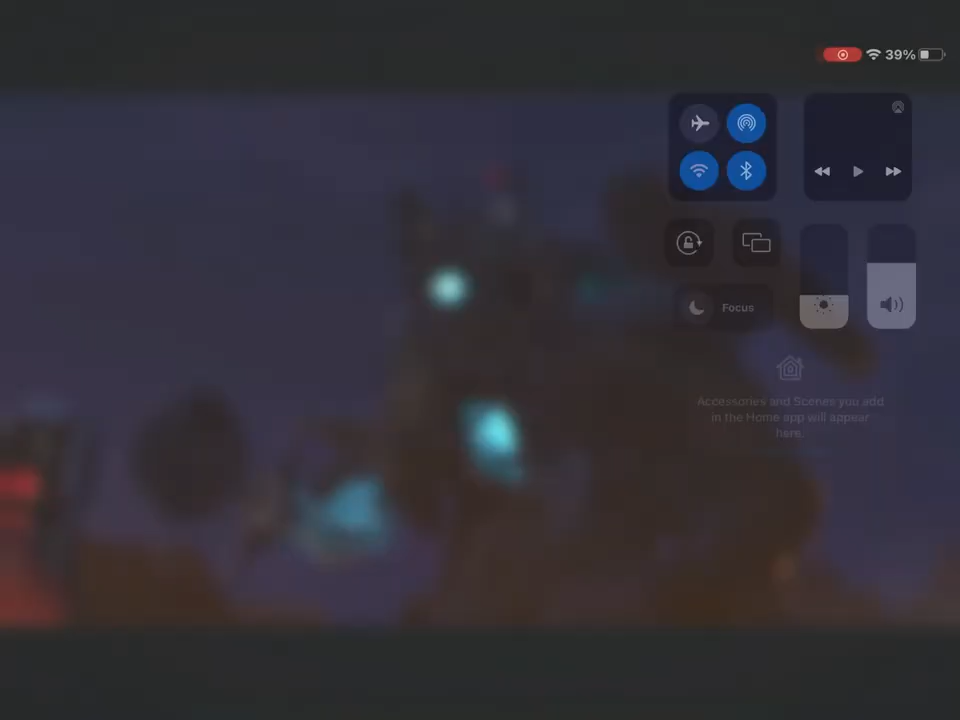 39%
Focus
Accessories and Scenes you add
in the Home app will appear
here.